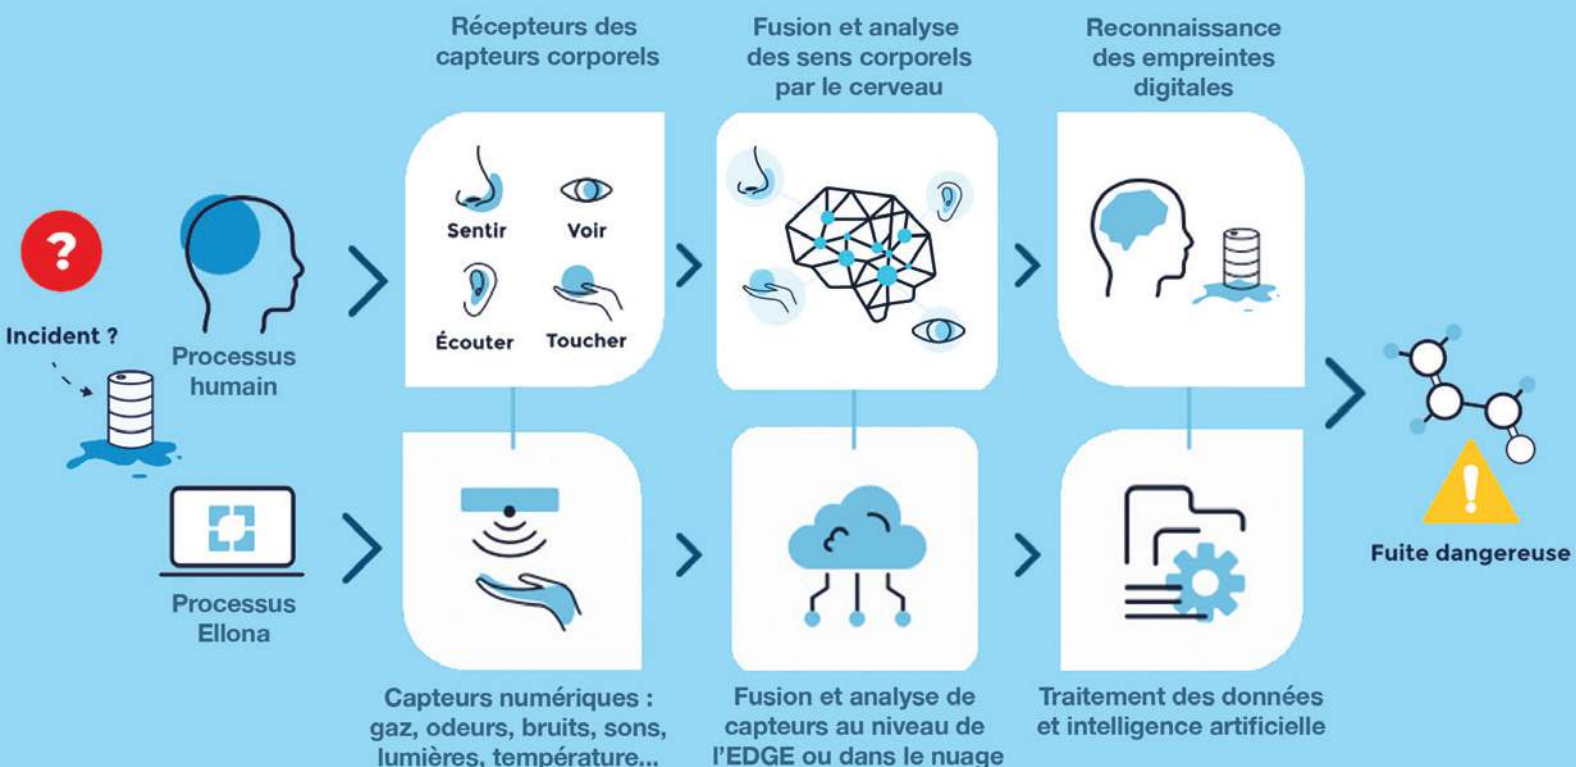 Récepteurs des
capteurs corporels
Fusion et analyse
des sens corporels
par le cerveau
Reconnaissance
des empreintes
digitales
?
Incident ?
Processus
humain
Sentir
Voir
Écouter
Toucher
!
Fuite dangereuse
Processus
Ellona
Capteurs numériques :
gaz, odeurs, bruits, sons,
lumières, température...
Fusion et analyse de
capteurs au niveau de
l'EDGE ou dans le nuage
Traitement des données
et intelligence artificielle